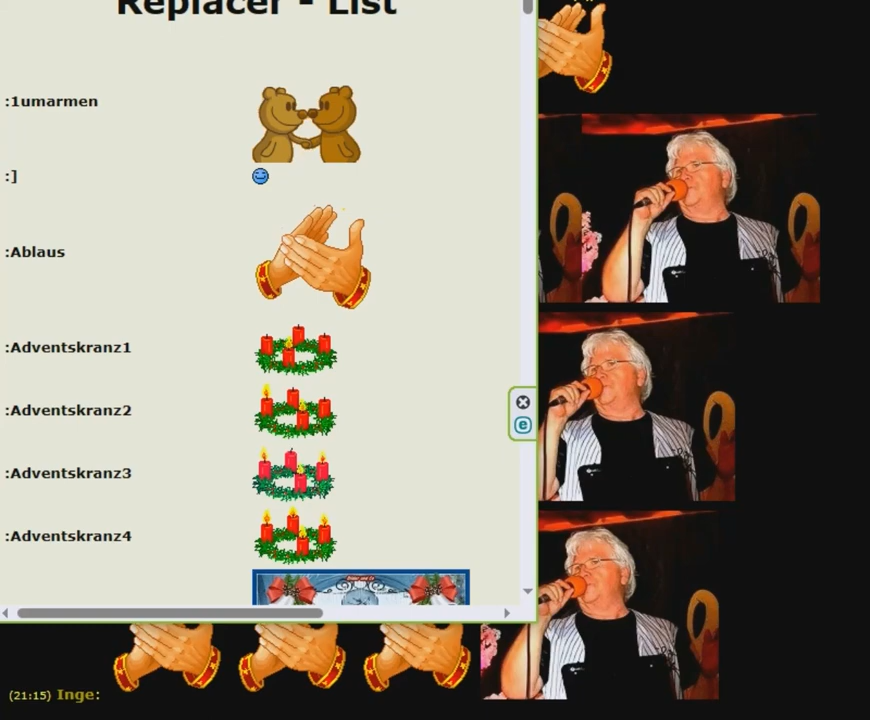 Replacer - List
:1umarmen
:]
:Ablaus
:Adventskranz1
:Adventskranz2
:Adventskranz3
:Adventskranz4
(21:15) Inge: